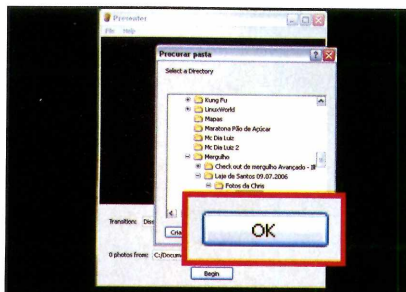 Presenter
File Help
Procurar pasta
Select a Directory
Kung Fu
LinuxWorld
Mapas
Maratona Pão de Açúcar
Mc Dia Luiz
Mc Dia Luiz 2
Mergulho
Check out de mergulho Avançado -
Laje de Santos 09.07.2006
Fotos da Chris
OK
Transition:
0 photos from: C:/Docum
Begin